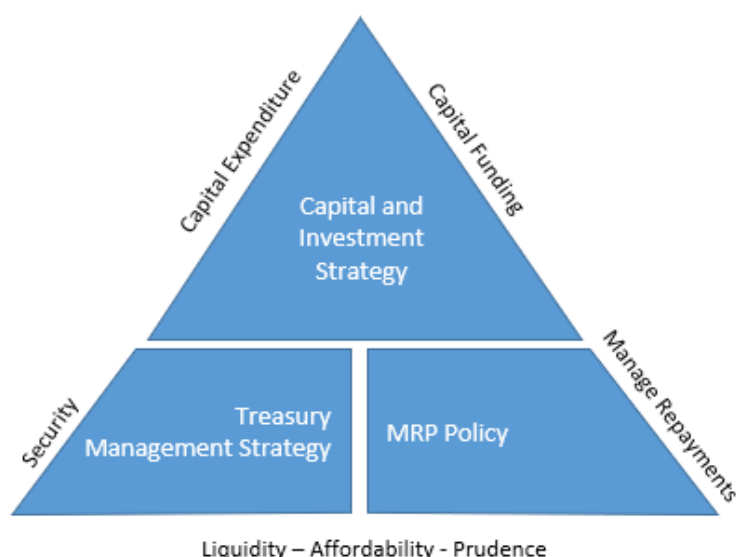 Capital Expenditure
Capital Funding
Capital and
Investment
Strategy
Security
Treasury
Management Strategy
MRP Policy
Manage Repayments
Liquidity – Affordability - Prudence